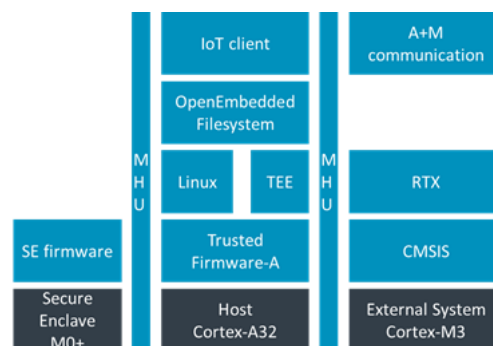 IoT client
A+M
communication
OpenEmbedded
Filesystem
M
H
U
Linux
TEE
M
H
U
RTX
SE firmware
Trusted
Firmware-A
CMSIS
Secure
Enclave
M0+
Host
Cortex-A32
External System
Cortex-M3